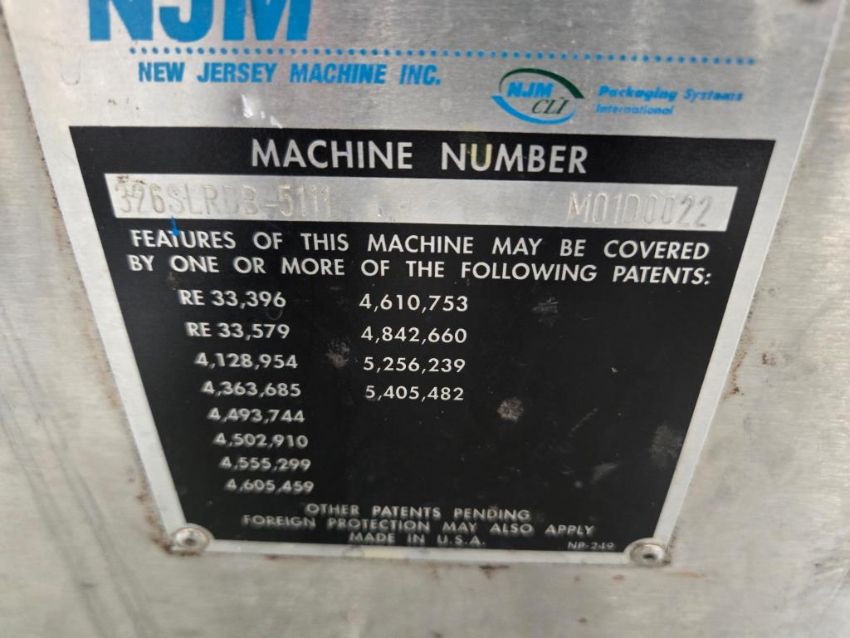 NJM
NEW JERSEY MACHINE INC.
NJM
CLI
Packaging Systems
International
MACHINE NUMBER
326SLRDB-5111 M01D0022
FEATURES OF THIS MACHINE MAY BE COVERED
BY ONE OR MORE OF THE FOLLOWING PATENTS:
RE 33,396 4,610,753
RE 33,579 4,842,660
4,128,954 5,256,239
4,363,685 5,405,482
4,493,744
4,502,910
4,555,299
4,605,459
OTHER PATENTS PENDING
FOREIGN PROTECTION MAY ALSO APPLY
MADE IN U.S.A. NP-249